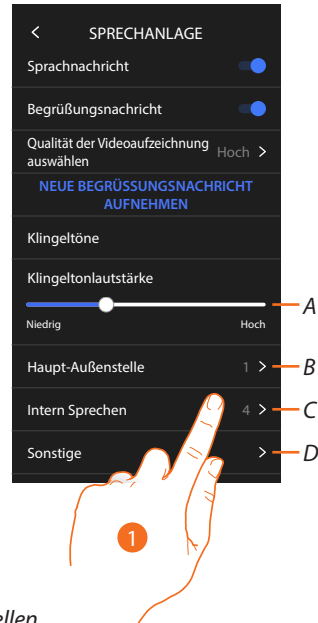 < SPRECHANLAGE
Sprachnachricht
Begrüßungsnachricht
Qualität der Videoaufzeichnung
auswählen
Hoch >
NEUE BEGRÜSSUNGSNACHRICHT
AUFNEHMEN
Klingeltöne
Klingeltonlautstärke
A
Niedrig Hoch
Haupt-Außenstelle 1 > B
Intern Sprechen 4 > C
Sonstige > D
1
ellen